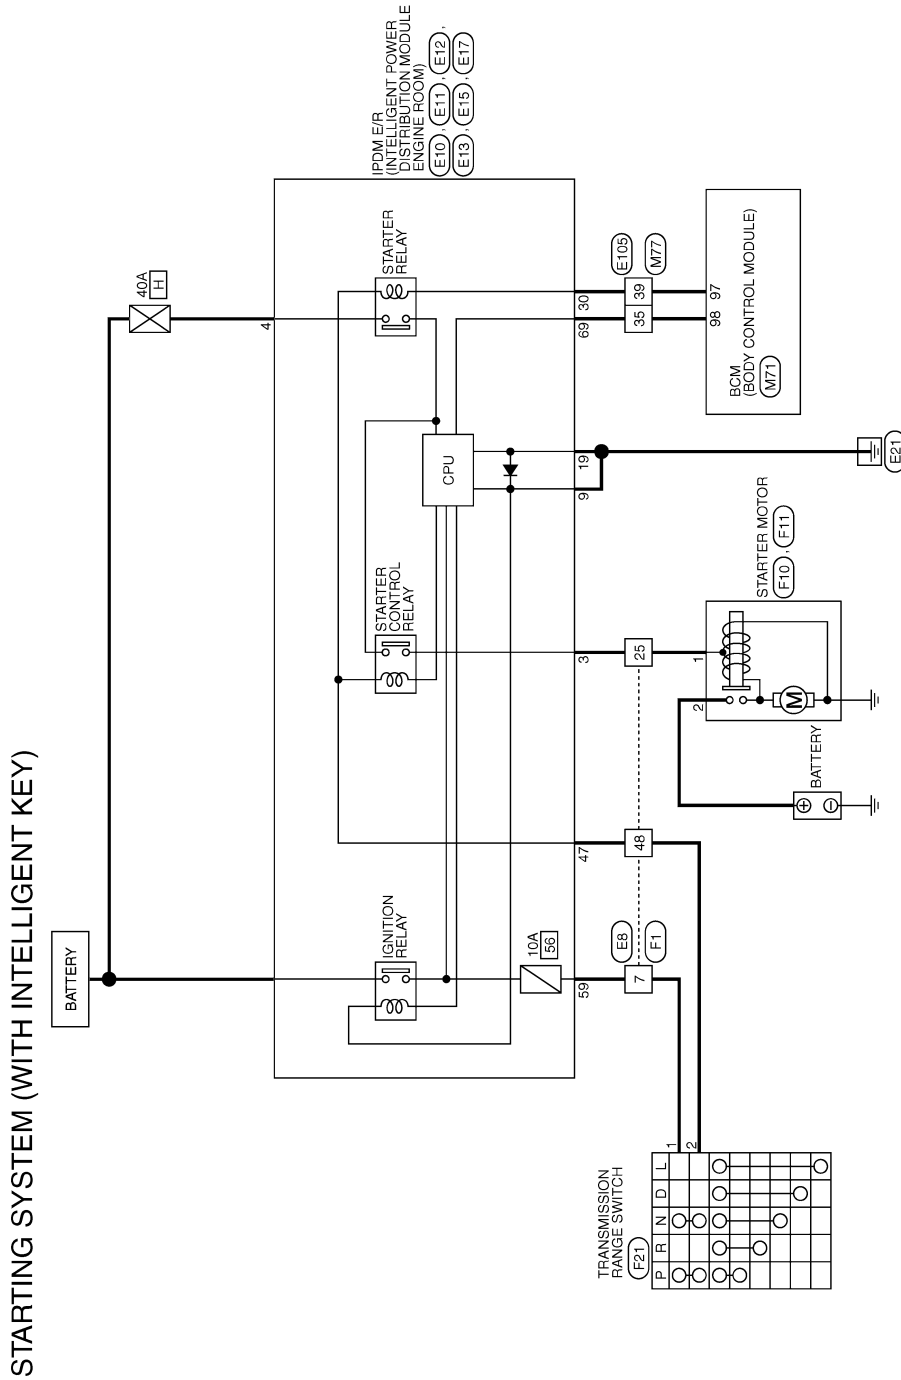 STARTING SYSTEM (WITH INTELLIGENT KEY)
BATTERY
40A
H
4
IPDM E/R
(INTELLIGENT POWER
DISTRIBUTION MODULE
ENGINE ROOM)
E10 , E11 , E12 ,
E13 , E15 , E17
IGNITION
RELAY
STARTER
CONTROL
RELAY
STARTER
RELAY
CPU
10A
56
59
47
3
9
19
69
30
E8
F1
7
48
25
35
39
E105
M77
98
97
BCM
(BODY CONTROL MODULE)
M71
TRANSMISSION
RANGE SWITCH
F21
P R N D L
1
2
BATTERY
+
−
2
1
M
STARTER MOTOR
F10 , F11
E21